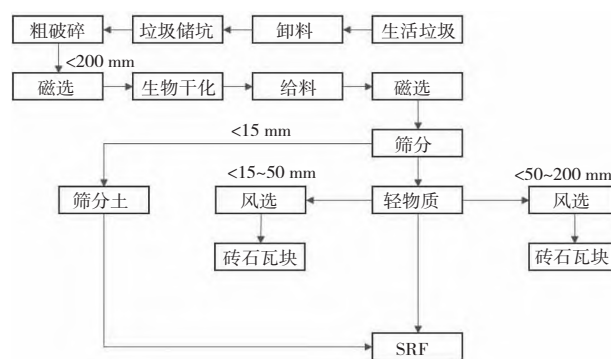 粗破碎 垃圾储坑 卸料 生活垃圾
<200 mm
磁选 生物干化 给料 磁选
<15 mm
筛分
<15~50 mm
<50~200 mm
筛分土 风选 轻物质 风选
砖石瓦块 砖石瓦块
SRF